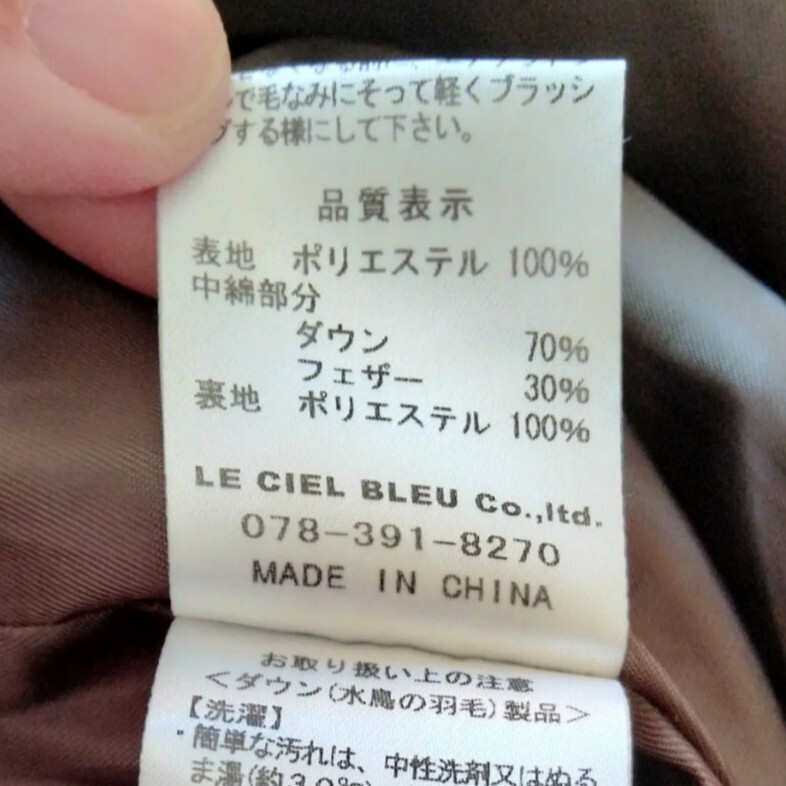 で毛なみにそって軽くブラッシ
グする様にして下さい。
品質表示
表地 ポリエステル 100%
中綿部分
ダウン 70%
フェザー 30%
裏地 ポリエステル 100%
LE CIEL BLEU Co.,ltd.
078-391-8270
MADE IN CHINA
お取り扱い上の注意
＜ダウン(水鳥の羽毛)製品＞
【洗濯】
・簡単な汚れは、中性洗剤又はぬる
ま湯(約30℃)